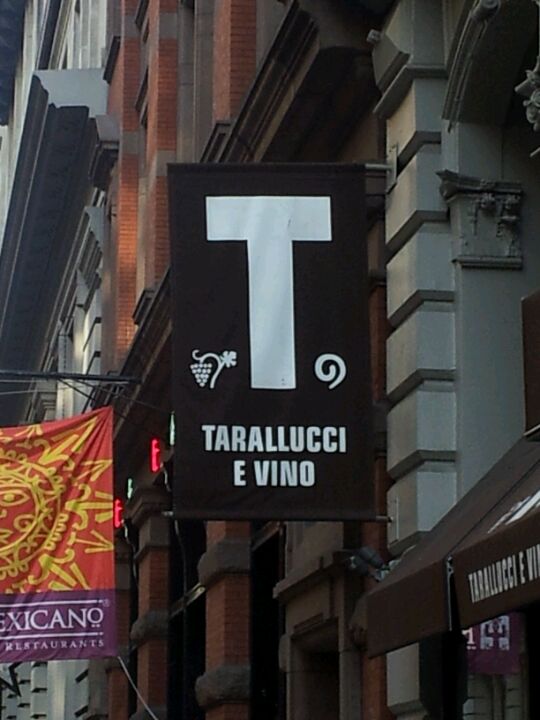 T
TARALLUCCI
E VINO
EXICANO
RESTAURANTS
TARALLUCCI E VI